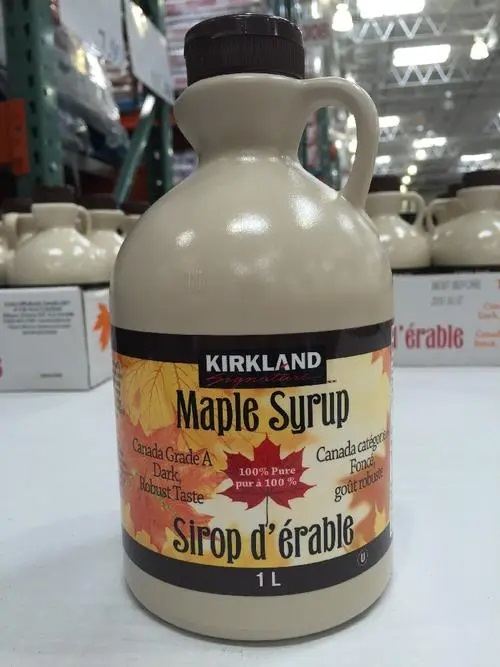 KIRKLAND
Signature
Maple Syrup
Canada Grade A
Dark,
Robust Taste
100% Pure
pur à 100 %
Canada catégorie
Foncé,
goût robuste
Sirop d'érable
1 L
U
d'érable